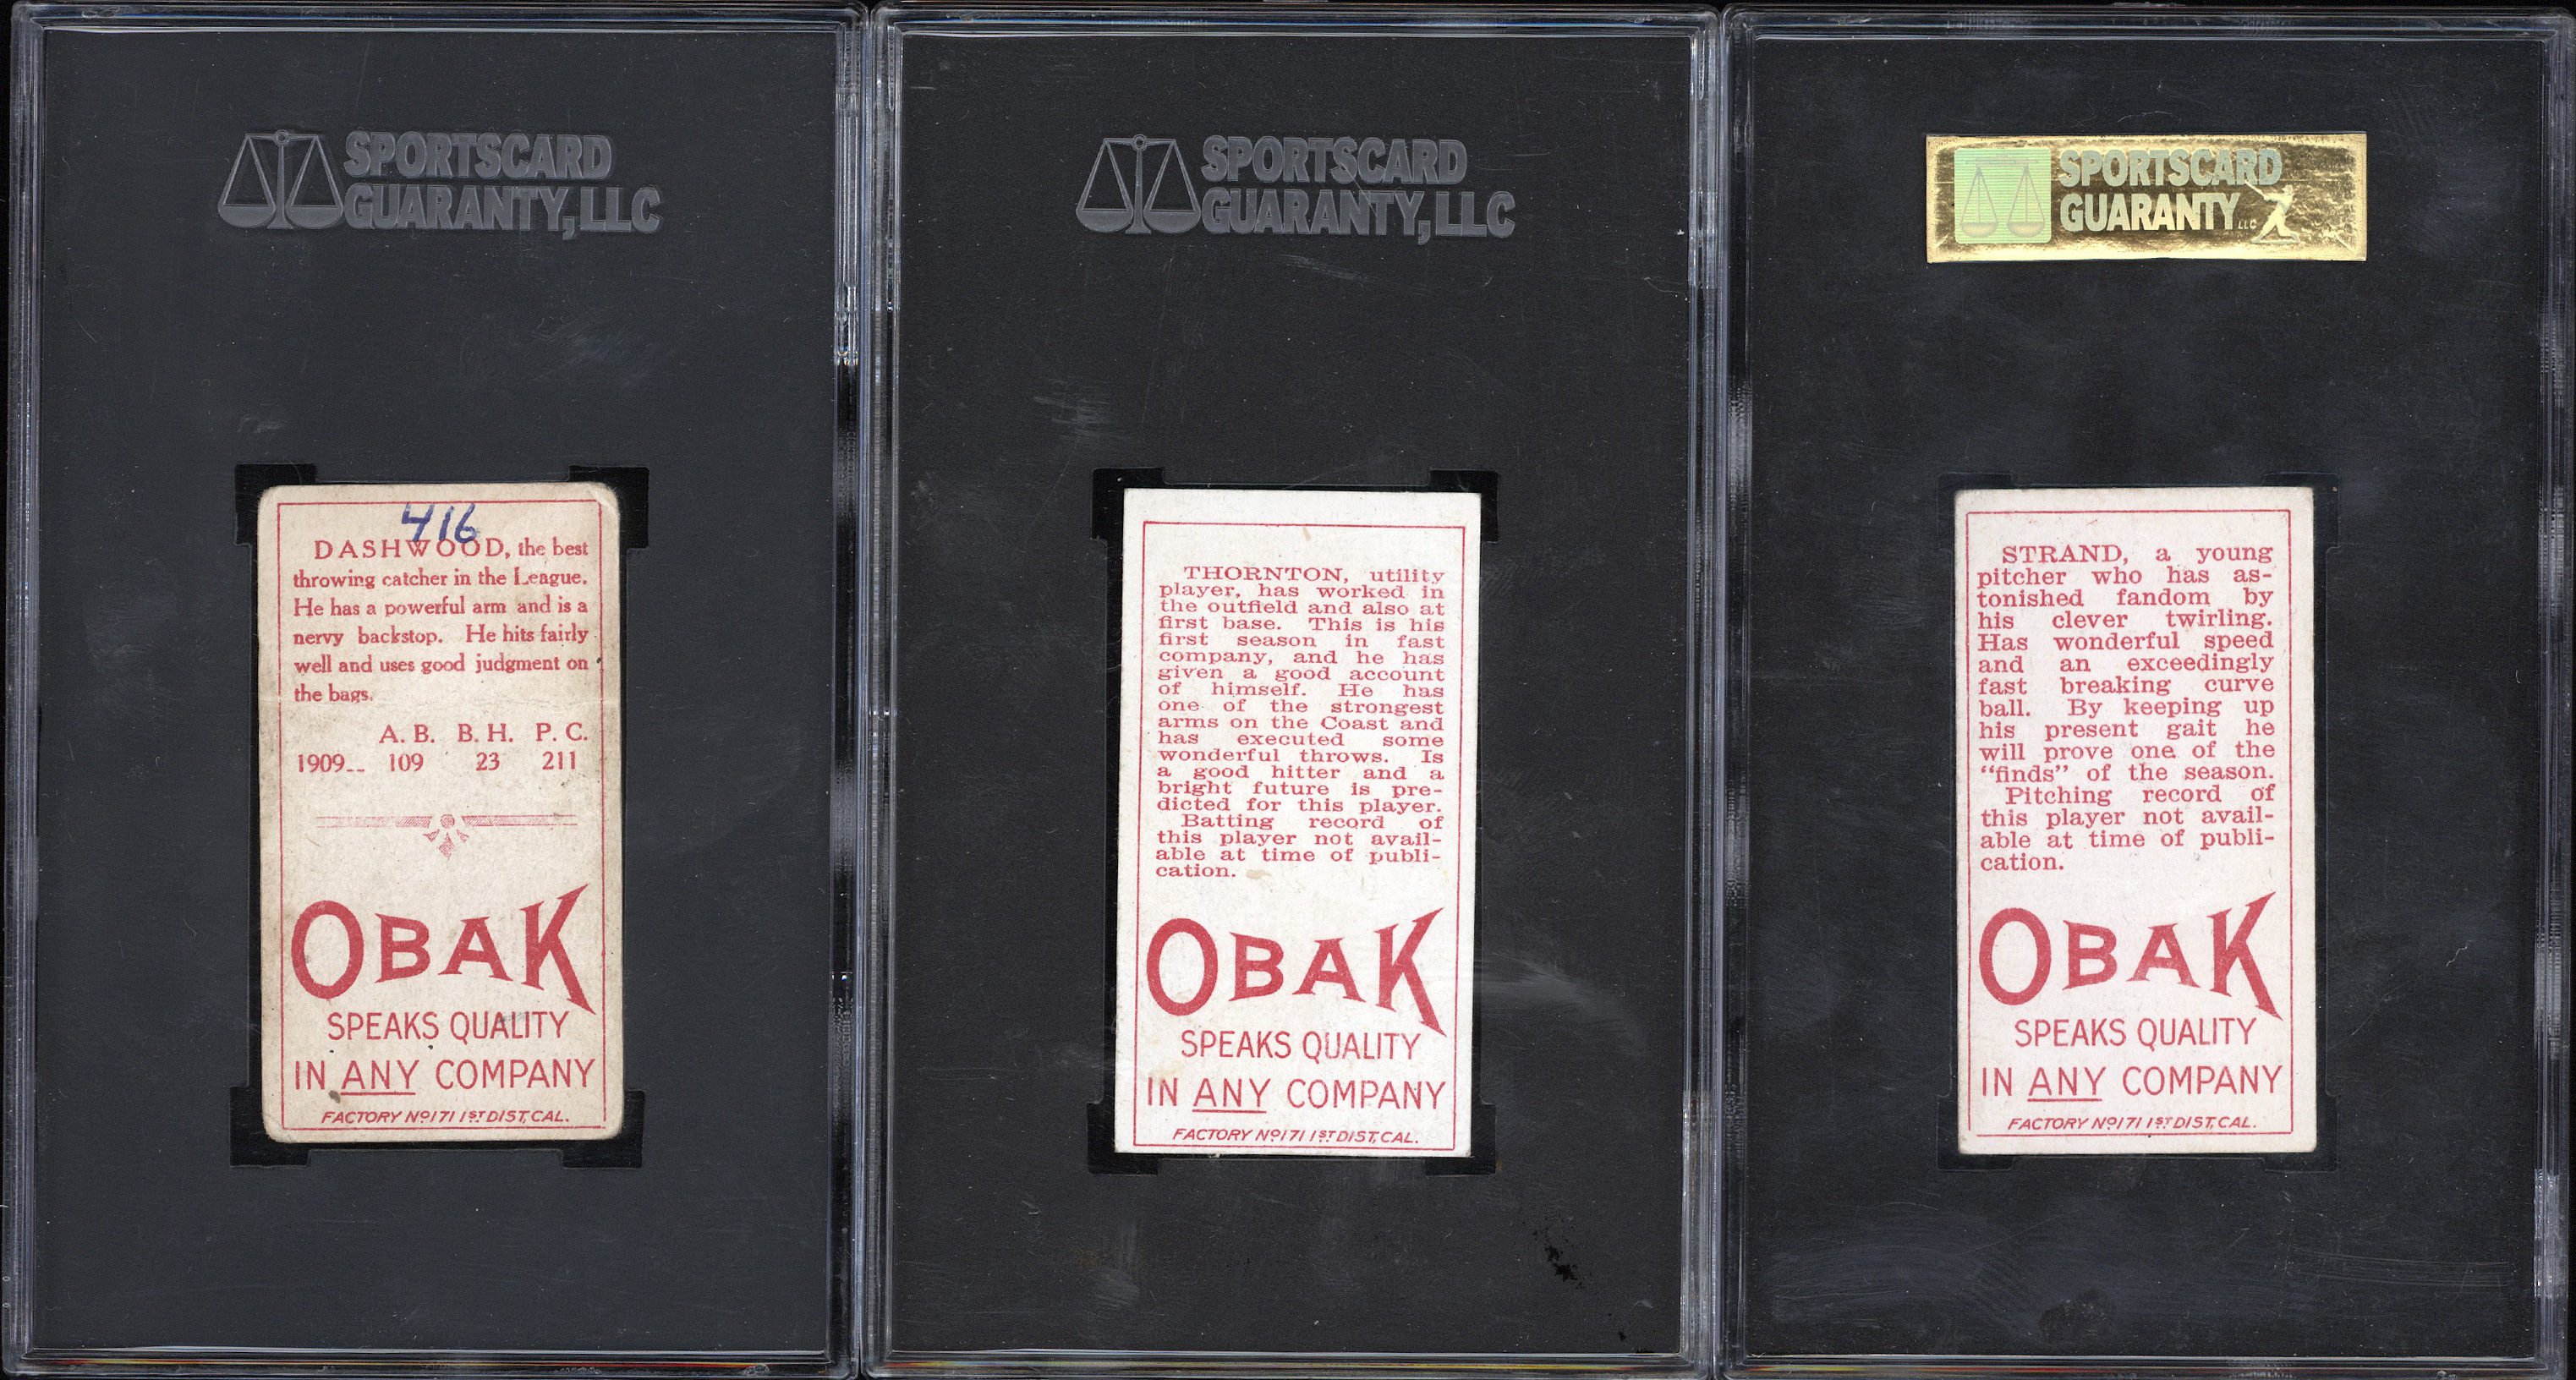 SPORTSCARD
GUARANTY, LLC
416
DASHWOOD, the best
throwing catcher in the League.
He has a powerful arm and is a
nervy backstop. He hits fairly
well and uses good judgment on
the bags.
A. B. B. H. P. C.
1909-- 109 23 211
OBAK
SPEAKS QUALITY
IN ANY COMPANY
FACTORY Nº 171 1ST DIST, CAL.
SPORTSCARD
GUARANTY, LLC
THORNTON, utility
player, has worked in
the outfield and also at
first base. This is his
first season in fast
company, and he has
given a good account
of himself. He has
one of the strongest
arms on the Coast and
has executed some
wonderful throws. Is
a good hitter and a
bright future is pre-
dicted for this player.
Batting record of
this player not avail-
able at time of publi-
cation.
OBAK
SPEAKS QUALITY
IN ANY COMPANY
FACTORY Nº 171 1ST DIST, CAL.
SPORTSCARD
GUARANTY LLC
STRAND, a young
pitcher who has as-
tonished fandom by
his clever twirling.
Has wonderful speed
and an exceedingly
fast breaking curve
ball. By keeping up
his present gait he
will prove one of the
“finds” of the season.
Pitching record of
this player not avail-
able at time of publi-
cation.
OBAK
SPEAKS QUALITY
IN ANY COMPANY
FACTORY Nº 171 1ST DIST, CAL.